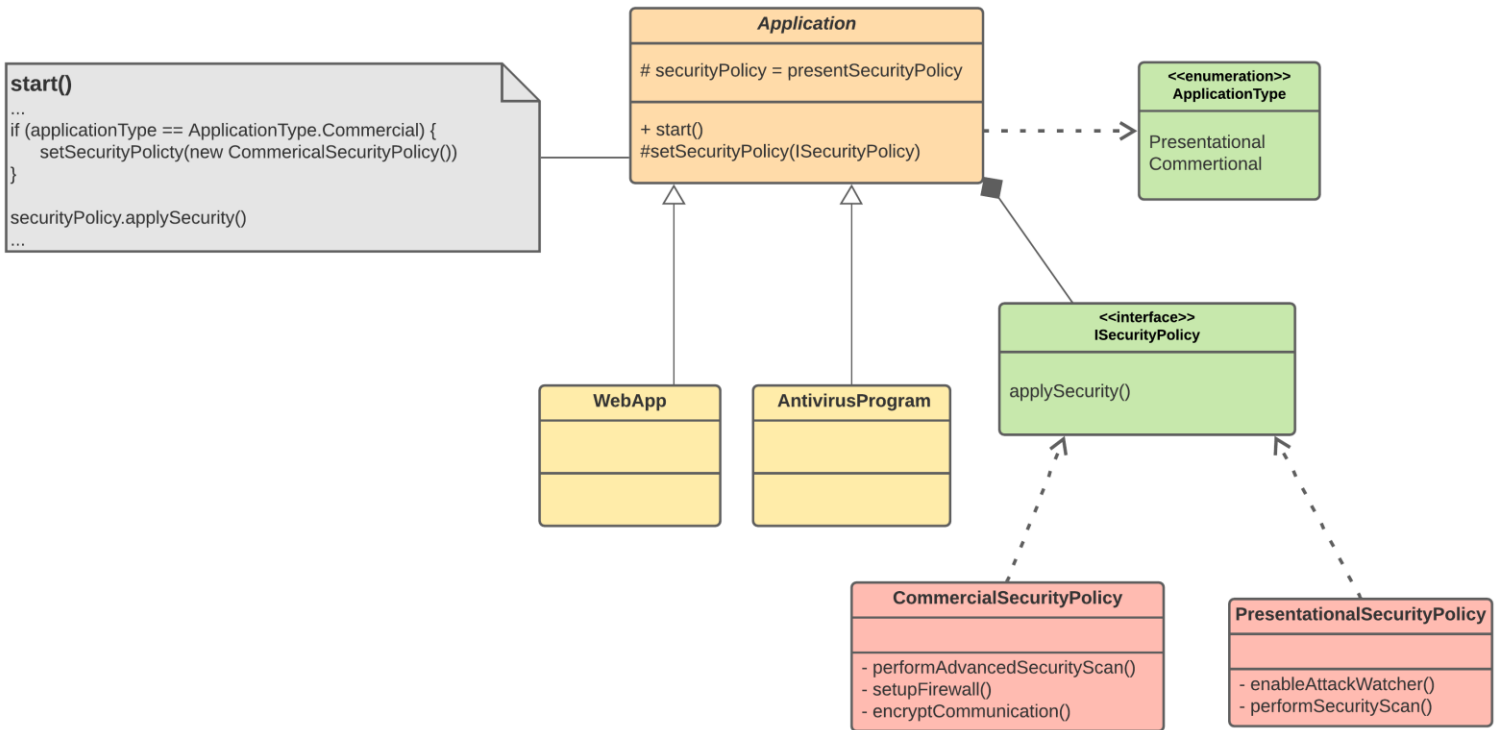 Application
# securityPolicy = presentSecurityPolicy
+ start()
#setSecurityPolicy(ISecurityPolicy)
start()
...
if (applicationType == ApplicationType.Commercial) {
setSecurityPolicty(new CommericalSecurityPolicy())
}
securityPolicy.applySecurity()
...
<<enumeration>>
ApplicationType
Presentational
Commertional
<<interface>>
ISecurityPolicy
applySecurity()
WebApp
AntivirusProgram
CommercialSecurityPolicy
- performAdvancedSecurityScan()
- setupFirewall()
- encryptCommunication()
PresentationalSecurityPolicy
- enableAttackWatcher()
- performSecurityScan()